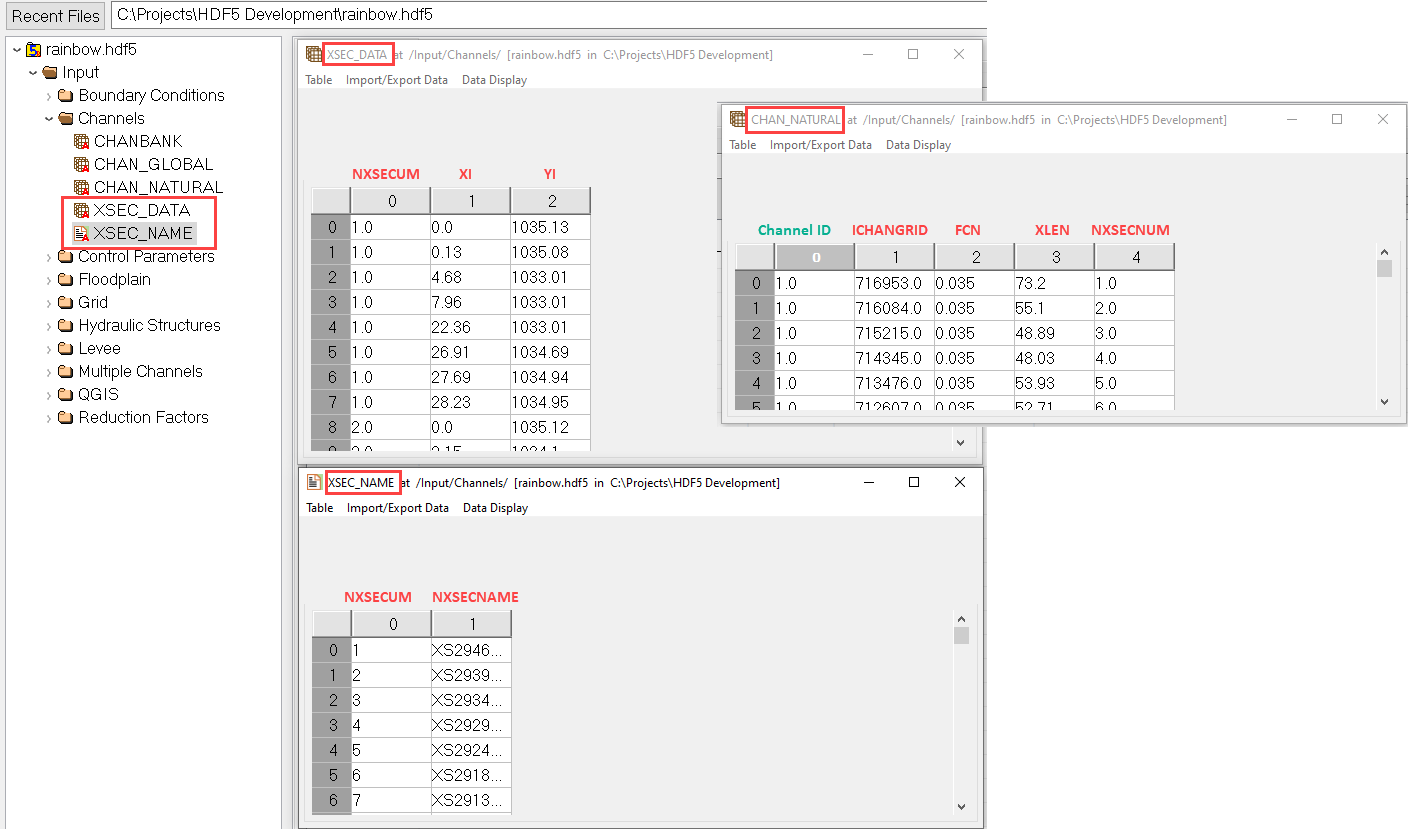 Recent Files C:\Projects\HDF5 Development\rainbow.hdf5
rainbow.hdf5
Input
Boundary Conditions
Channels
CHANBANK
CHAN_GLOBAL
CHAN_NATURAL
XSEC_DATA
XSEC_NAME
Control Parameters
Floodplain
Grid
Hydraulic Structures
Levee
Multiple Channels
QGIS
Reduction Factors
XSEC_DATA at /Input/Channels/ [rainbow.hdf5 in C:\Projects\HDF5 Development]
Table Import/Export Data Data Display
NXSECUM XI YI
0 1 2
0 1.0 0.0 1035.13
1 1.0 0.13 1035.08
2 1.0 4.68 1033.01
3 1.0 7.96 1033.01
4 1.0 22.36 1033.01
5 1.0 26.91 1034.69
6 1.0 27.69 1034.94
7 1.0 28.23 1034.95
8 2.0 0.0 1035.12
CHAN_NATURAL at /Input/Channels/ [rainbow.hdf5 in C:\Projects\HDF5 Development]
Table Import/Export Data Data Display
Channel ID ICHANGRID FCN XLEN NXSECNUM
0 1 2 3 4
0 1.0 716953.0 0.035 73.2 1.0
1 1.0 716084.0 0.035 55.1 2.0
2 1.0 715215.0 0.035 48.89 3.0
3 1.0 714345.0 0.035 48.03 4.0
4 1.0 713476.0 0.035 53.93 5.0
5 1.0 712607.0 0.035 52.71 6.0
XSEC_NAME at /Input/Channels/ [rainbow.hdf5 in C:\Projects\HDF5 Development]
Table Import/Export Data Data Display
NXSECUM NXSECNAME
0 1
0 1 XS2946...
1 2 XS2939...
2 3 XS2934...
3 4 XS2929...
4 5 XS2924...
5 6 XS2918...
6 7 XS2913...